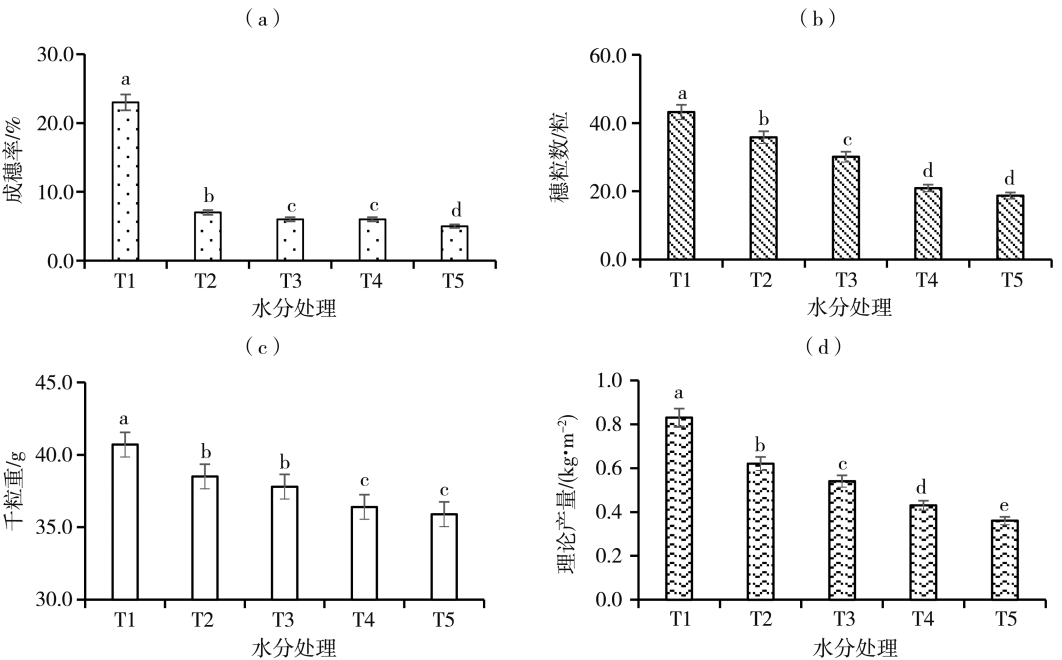 （a）
30.0
20.0
10.0
0.0
成穗率/%
a
b
c
c
d
T1 T2 T3 T4 T5
水分处理
（b）
60.0
40.0
20.0
0.0
穗粒数/粒
a
b
c
d
d
T1 T2 T3 T4 T5
水分处理
（c）
45.0
40.0
35.0
30.0
千粒重/g
a
b
b
c
c
T1 T2 T3 T4 T5
水分处理
（d）
1.0
0.8
0.6
0.4
0.2
0.0
理论产量/(kg•m⁻²)
a
b
c
d
e
T1 T2 T3 T4 T5
水分处理